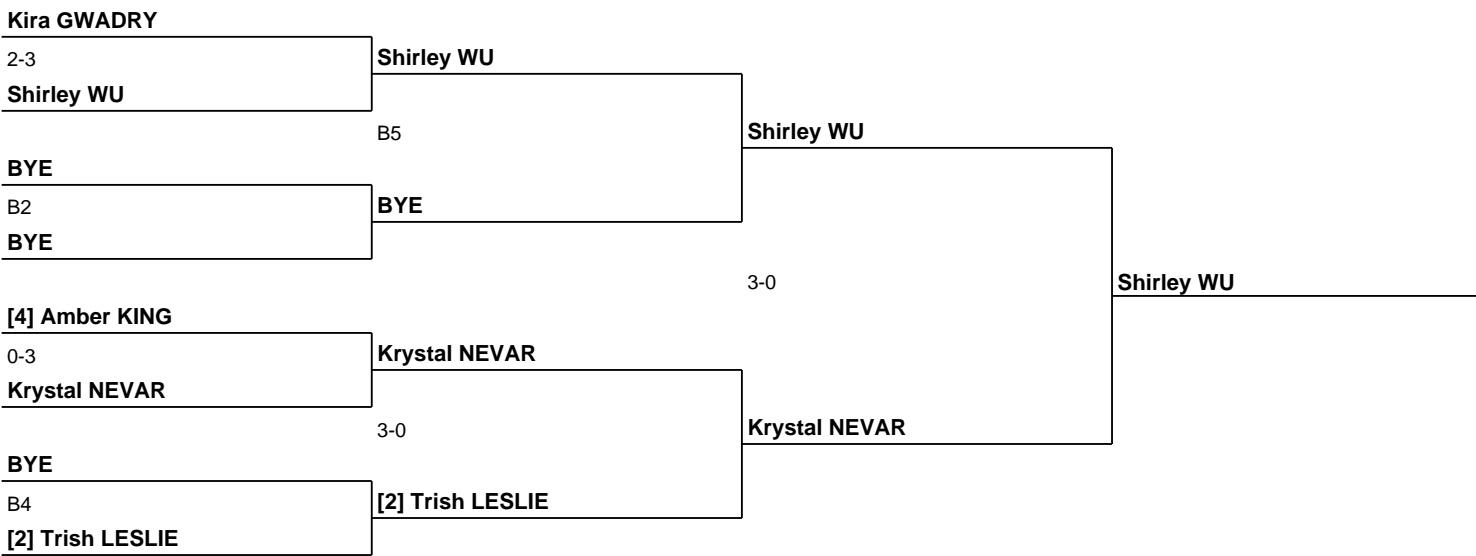 Kira GWADRY
2-3
Shirley WU
Shirley WU
B5
Shirley WU
BYE
B2
BYE
BYE
3-0
Shirley WU
[4] Amber KING
0-3
Krystal NEVAR
Krystal NEVAR
3-0
Krystal NEVAR
BYE
B4
[2] Trish LESLIE
[2] Trish LESLIE